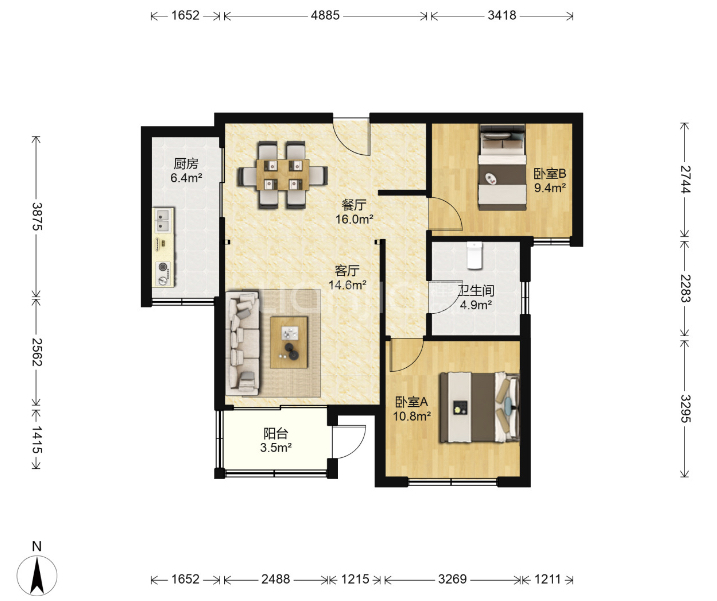 1652 4885 3418
厨房
6.4m²
卧室B
9.4m²
餐厅
16.0m²
客厅
14.6m²
卫生间
4.9m²
卧室A
10.8m²
阳台
3.5m²
3875
2562
1415
2744
2283
3295
N
1652 2488 1215 3269 1211